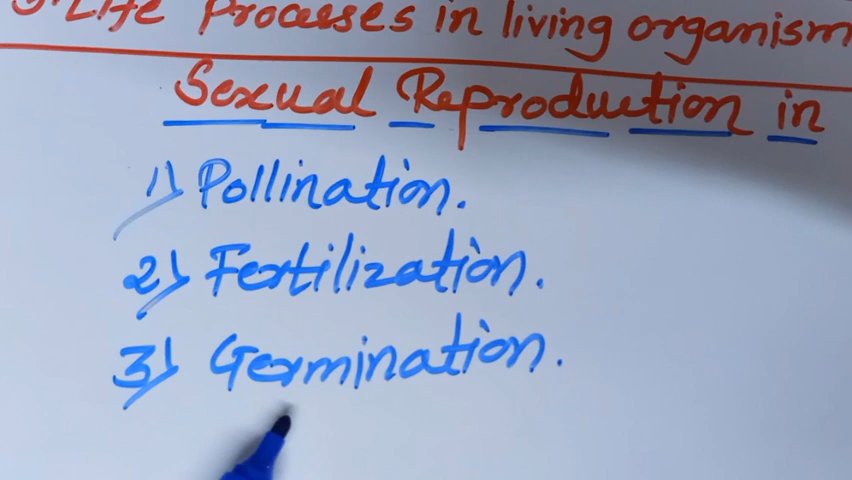 Life Processes in living organism
Sexual Reproduction in
1) Pollination.
2) Fertilization.
3) Germination.